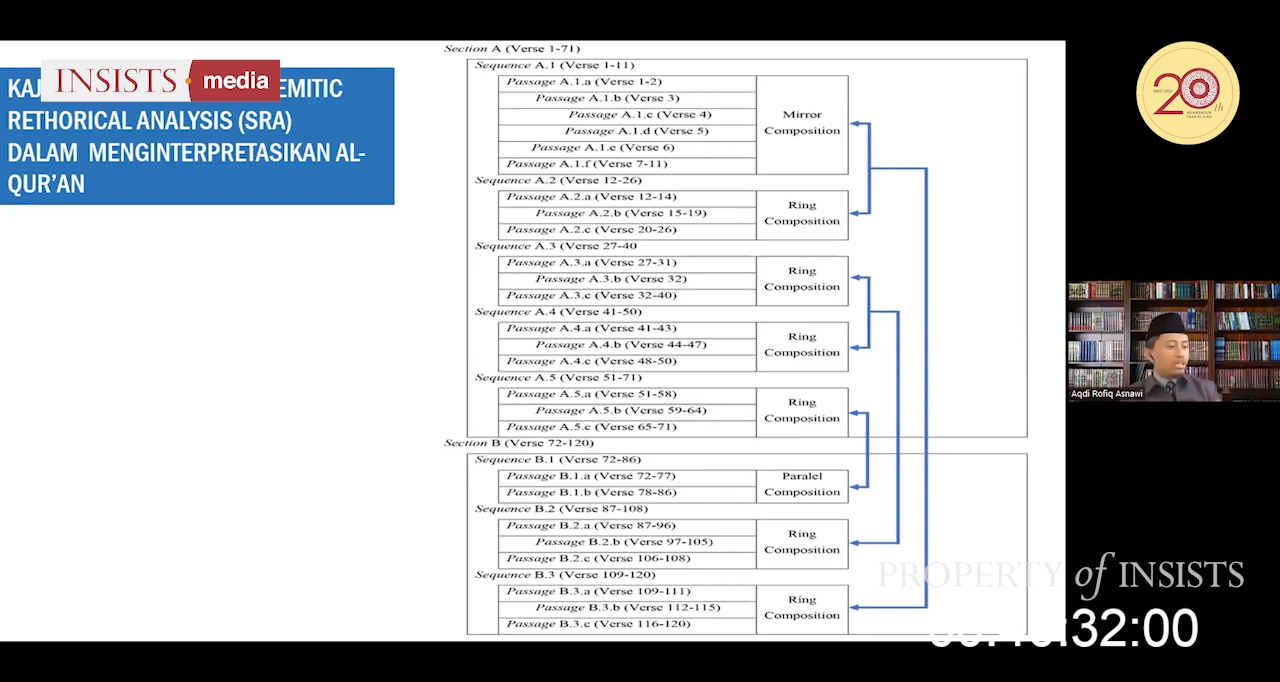 INSISTS media
KAJ
EMITIC
RETHORICAL ANALYSIS (SRA)
DALAM MENGINTERPRETASIKAN AL-
QUR'AN
Section A (Verse 1-71)
Sequence A.1 (Verse 1-11)
Passage A.1.a (Verse 1-2)
Passage A.1.b (Verse 3)
Passage A.1.c (Verse 4)
Passage A.1.d (Verse 5)
Passage A.1.e (Verse 6)
Passage A.1.f (Verse 7-11)
Mirror
Composition
Sequence A.2 (Verse 12-26)
Passage A.2.a (Verse 12-14)
Passage A.2.b (Verse 15-19)
Passage A.2.c (Verse 20-26)
Ring
Composition
Sequence A.3 (Verse 27-40
Passage A.3.a (Verse 27-31)
Passage A.3.b (Verse 32)
Passage A.3.c (Verse 32-40)
Ring
Composition
Sequence A.4 (Verse 41-50)
Passage A.4.a (Verse 41-43)
Passage A.4.b (Verse 44-47)
Passage A.4.c (Verse 48-50)
Ring
Composition
Sequence A.5 (Verse 51-71)
Passage A.5.a (Verse 51-58)
Passage A.5.b (Verse 59-64)
Passage A.5.c (Verse 65-71)
Ring
Composition
Section B (Verse 72-120)
Sequence B.1 (Verse 72-86)
Passage B.1.a (Verse 72-77)
Passage B.1.b (Verse 78-86)
Paralel
Composition
Sequence B.2 (Verse 87-108)
Passage B.2.a (Verse 87-96)
Passage B.2.b (Verse 97-105)
Passage B.2.c (Verse 106-108)
Ring
Composition
Sequence B.3 (Verse 109-120)
Passage B.3.a (Verse 109-111)
Passage B.3.b (Verse 112-115)
Passage B.3.c (Verse 116-120)
Ring
Composition
20th
Aqdi Rofiq Asnawi
PROPERTY of INSISTS
:32:00